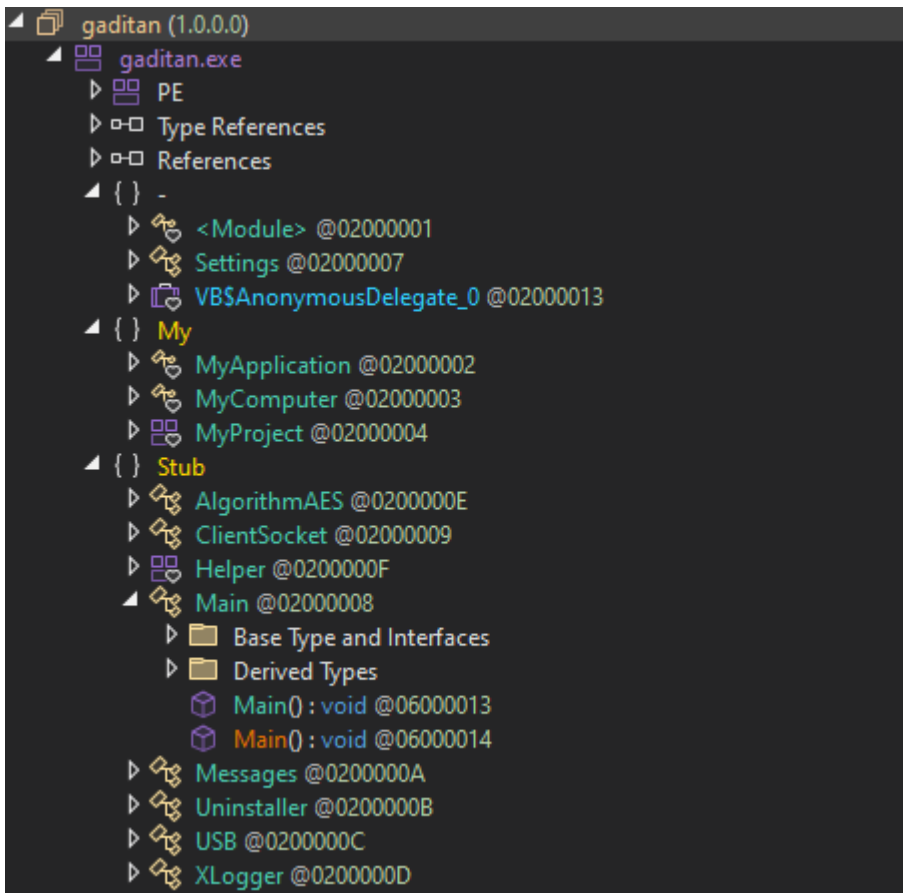 gaditan (1.0.0.0)
gaditan.exe
PE
Type References
References
{ } -
<Module> @02000001
Settings @02000007
VB$AnonymousDelegate_0 @02000013
{ } My
MyApplication @02000002
MyComputer @02000003
MyProject @02000004
{ } Stub
AlgorithmAES @0200000E
ClientSocket @02000009
Helper @0200000F
Main @02000008
Base Type and Interfaces
Derived Types
Main() : void @06000013
Main() : void @06000014
Messages @0200000A
Uninstaller @0200000B
USB @0200000C
XLogger @0200000D